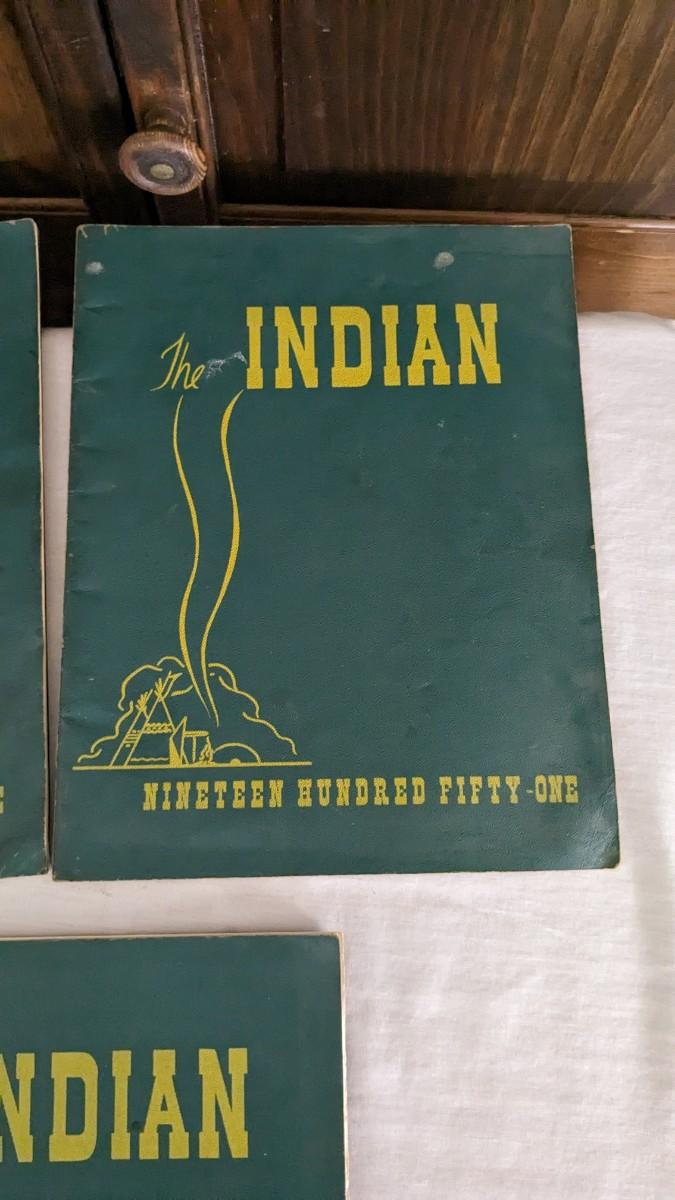 The INDIAN
NINETEEN HUNDRED FIFTY-ONE
E
NDIAN